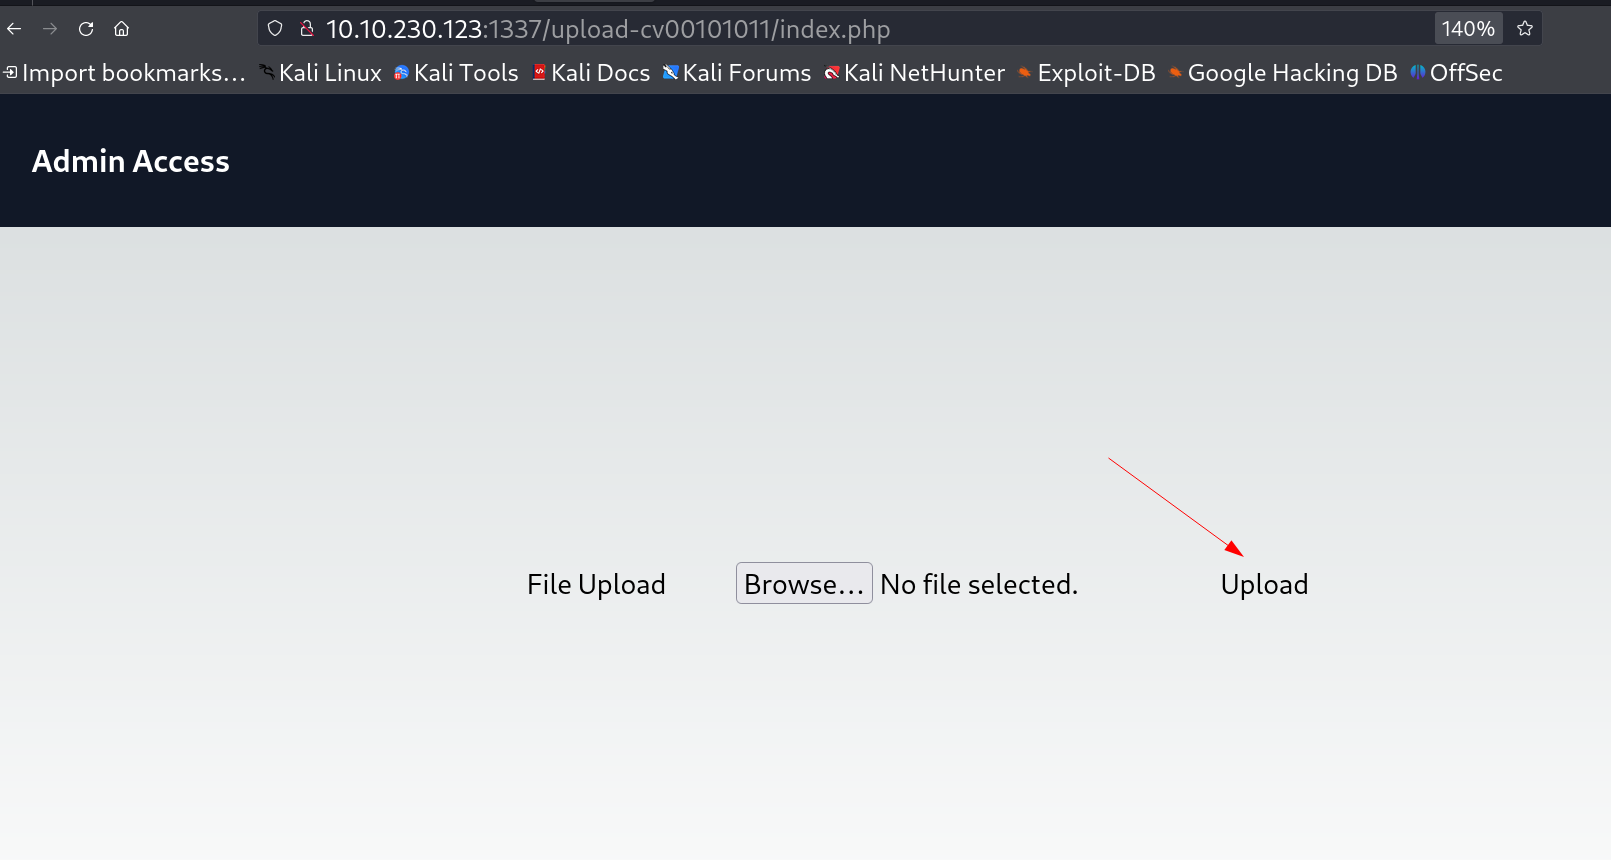 10.10.230.123:1337/upload-cv00101011/index.php 140%
Import bookmarks... Kali Linux Kali Tools Kali Docs Kali Forums Kali NetHunter Exploit-DB Google Hacking DB OffSec
Admin Access
File Upload Browse... No file selected. Upload